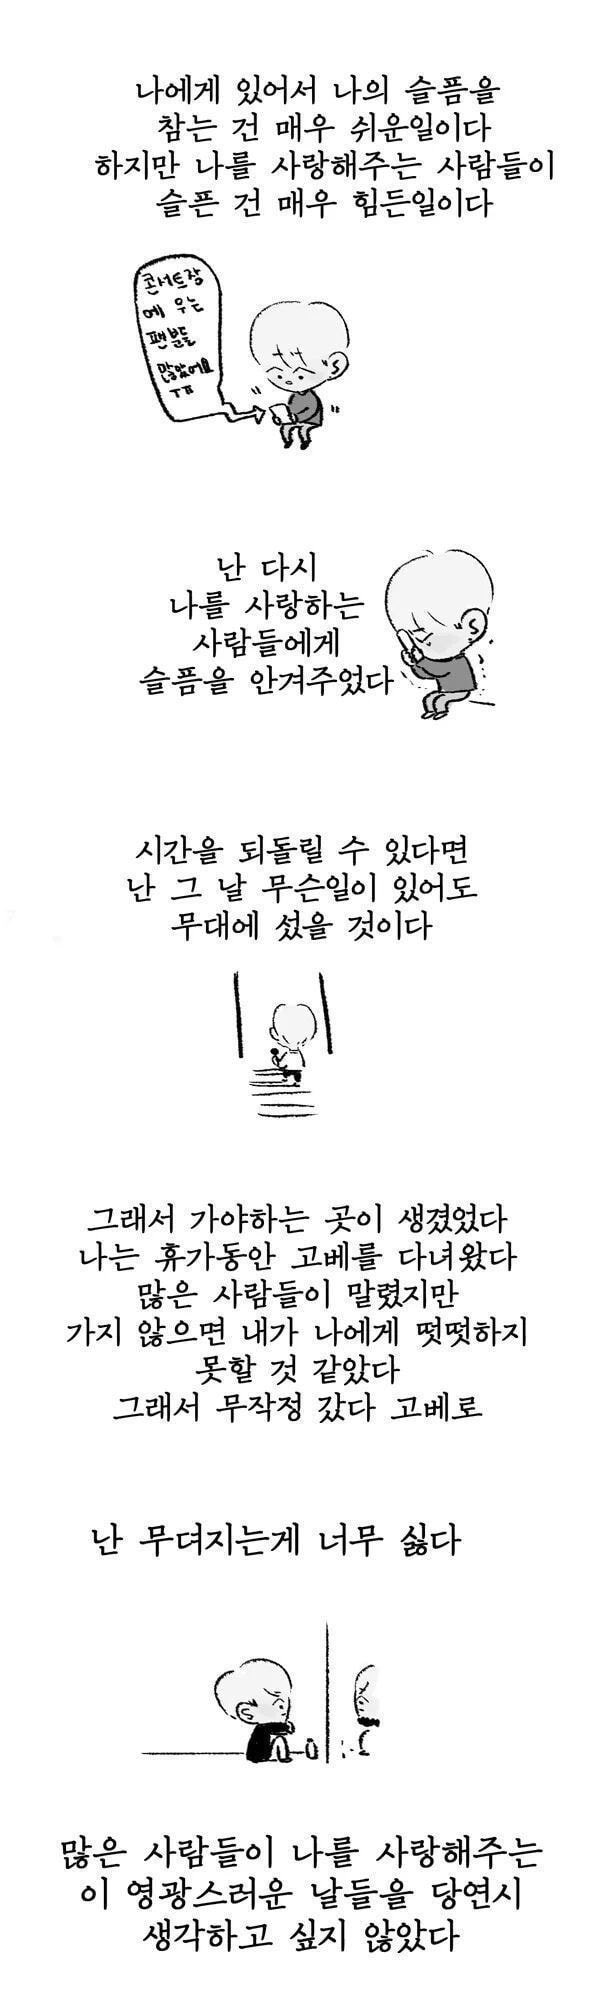 나에게 있어서 나의 슬픔을
참는 건 매우 쉬운일이다
하지만 나를 사랑해주는 사람들이
슬픈 건 매우 힘든일이다
콘서트장
에 우는
팬분들
많았어요
ㅠㅠ
난 다시
나를 사랑하는
사람들에게
슬픔을 안겨주었다
시간을 되돌릴 수 있다면
난 그 날 무슨일이 있어도
무대에 섰을 것이다
그래서 가야하는 곳이 생겼었다
나는 휴가동안 고베를 다녀왔다
많은 사람들이 말렸지만
가지 않으면 내가 나에게 떳떳하지
못할 것 같았다
그래서 무작정 갔다 고베로
난 무뎌지는게 너무 싫다
많은 사람들이 나를 사랑해주는
이 영광스러운 날들을 당연시
생각하고 싶지 않았다